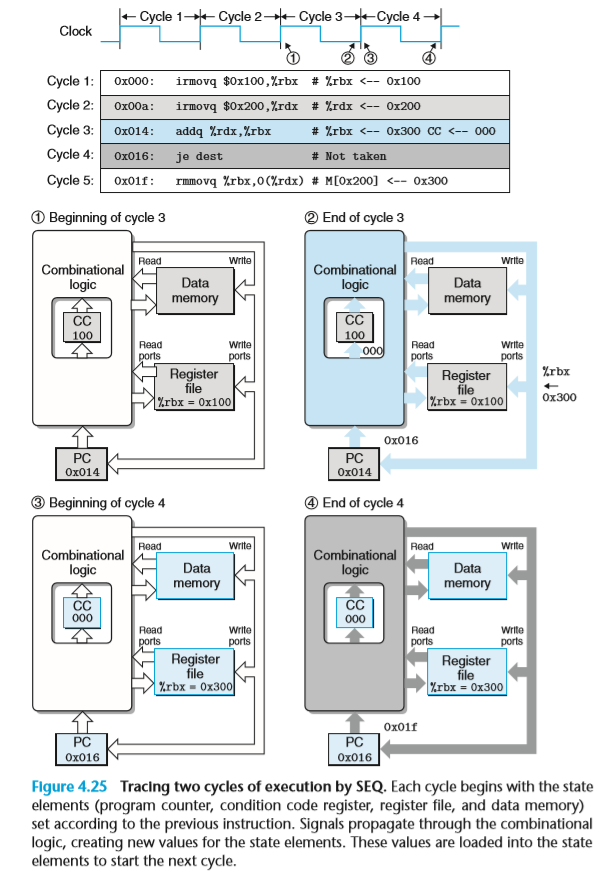 Clock
Cycle 1
Cycle 2
Cycle 3
Cycle 4
① ② ③ ④
Cycle 1: 0x000: irmovq $0x100,%rbx # %rbx <-- 0x100
Cycle 2: 0x00a: irmovq $0x200,%rdx # %rdx <-- 0x200
Cycle 3: 0x014: addq %rdx,%rbx # %rbx <-- 0x300 CC <-- 000
Cycle 4: 0x016: je dest # Not taken
Cycle 5: 0x01f: rmmovq %rbx,0(%rdx) # M[0x200] <-- 0x300
① Beginning of cycle 3
Combinational
logic
CC
100
Read
Write
Data
memory
Read
ports
Write
ports
Register
file
%rbx = 0x100
PC
0x014
② End of cycle 3
Combinational
logic
CC
100
000
Read
Write
Data
memory
Read
ports
Write
ports
Register
file
%rbx = 0x100
%rbx
←
0x300
0x016
PC
0x014
③ Beginning of cycle 4
Combinational
logic
CC
000
Read
Write
Data
memory
Read
ports
Write
ports
Register
file
%rbx = 0x300
PC
0x016
④ End of cycle 4
Combinational
logic
CC
000
Read
Write
Data
memory
Read
ports
Write
ports
Register
file
%rbx = 0x300
0x01f
PC
0x016
Figure 4.25 Tracing two cycles of execution by SEQ. Each cycle begins with the state
elements (program counter, condition code register, register file, and data memory)
set according to the previous instruction. Signals propagate through the combinational
logic, creating new values for the state elements. These values are loaded into the state
elements to start the next cycle.